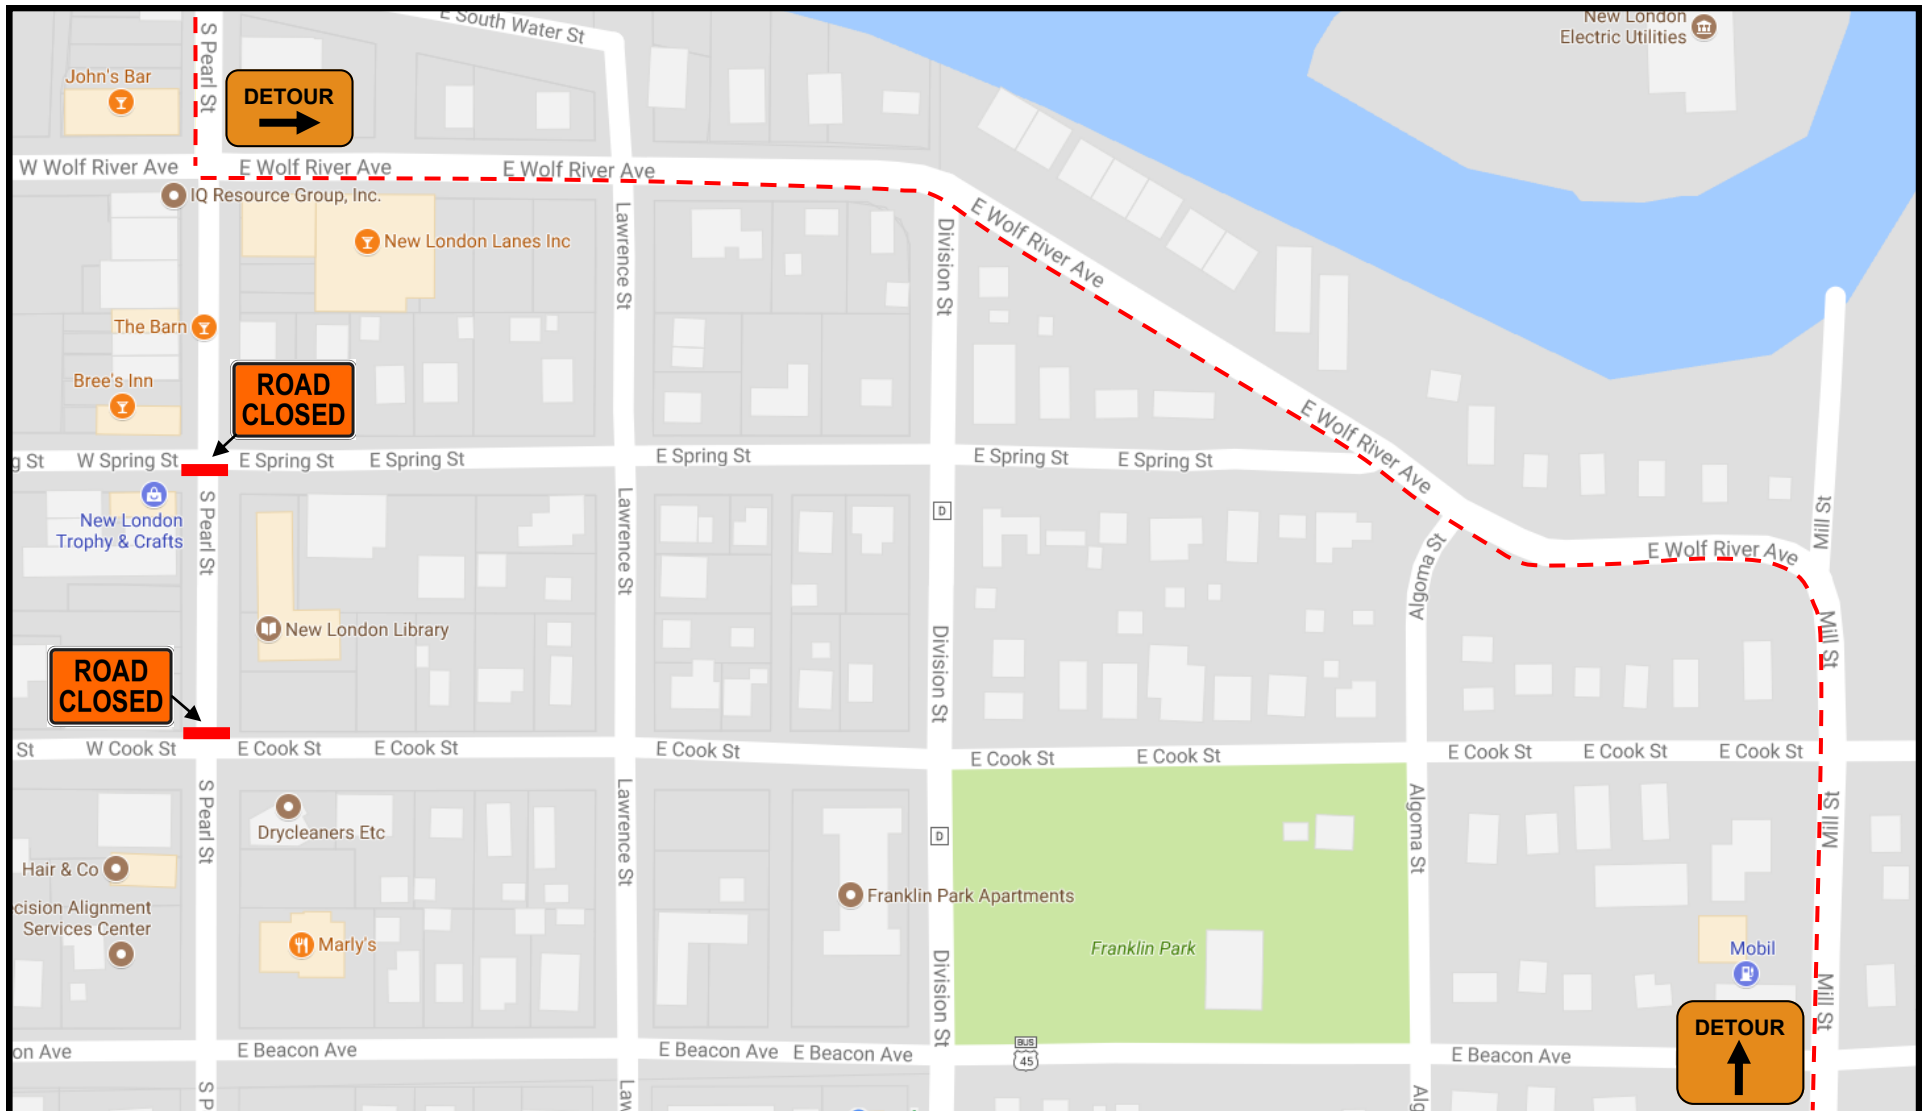 E South Water St
New London
Electric Utilities
S Pearl St
John's Bar
DETOUR
W Wolf River Ave
E Wolf River Ave
E Wolf River Ave
IQ Resource Group, Inc.
New London Lanes Inc
Lawrence St
Division St
E Wolf River Ave
The Barn
Bree's Inn
ROAD
CLOSED
E Wolf River Ave
g St
W Spring St
E Spring St
E Spring St
E Spring St
E Spring St
E Spring St
New London
Trophy & Crafts
S Pearl St
Lawrence St
D
Algoma St
E Wolf River Ave
Mill St
New London Library
Division St
Mill St
ROAD
CLOSED
St
W Cook St
E Cook St
E Cook St
E Cook St
E Cook St
E Cook St
E Cook St
E Cook St
E Cook St
S Pearl St
Drycleaners Etc
Lawrence St
D
Algoma St
Mill St
Hair & Co
Franklin Park Apartments
cision Alignment
Services Center
Marly's
Franklin Park
Mobil
Division St
Mill St
DETOUR
on Ave
E Beacon Ave
E Beacon Ave
E Beacon Ave
BUS
45
E Beacon Ave
S P
Law
Alg